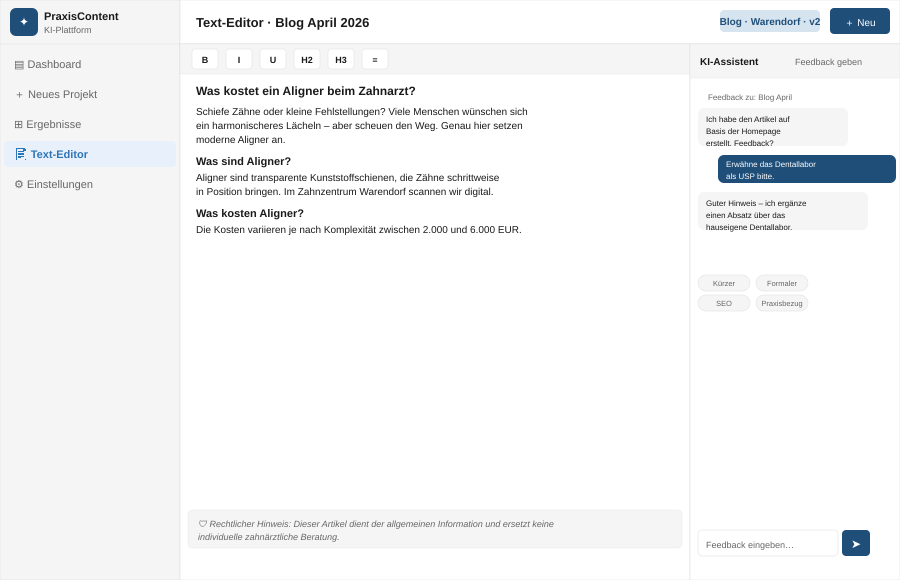 PraxisContent
KI-Plattform
Dashboard
+ Neues Projekt
Ergebnisse
Text-Editor
Einstellungen
Text-Editor · Blog April 2026
Blog · Warendorf · v2
+ Neu
B I U H2 H3 ≡
Was kostet ein Aligner beim Zahnarzt?
Schiefe Zähne oder kleine Fehlstellungen? Viele Menschen wünschen sich
ein harmonischeres Lächeln – aber scheuen den Weg. Genau hier setzen
moderne Aligner an.
Was sind Aligner?
Aligner sind transparente Kunststoffschienen, die Zähne schrittweise
in Position bringen. Im Zahnzentrum Warendorf scannen wir digital.
Was kosten Aligner?
Die Kosten variieren je nach Komplexität zwischen 2.000 und 6.000 EUR.
Rechtlicher Hinweis: Dieser Artikel dient der allgemeinen Information und ersetzt keine
individuelle zahnärztliche Beratung.
KI-Assistent
Feedback geben
Feedback zu: Blog April
Ich habe den Artikel auf
Basis der Homepage
erstellt. Feedback?
Erwähne das Dentallabor
als USP bitte.
Guter Hinweis – ich ergänze
einen Absatz über das
hauseigene Dentallabor.
Kürzer
Formaler
SEO
Praxisbezug
Feedback eingeben…